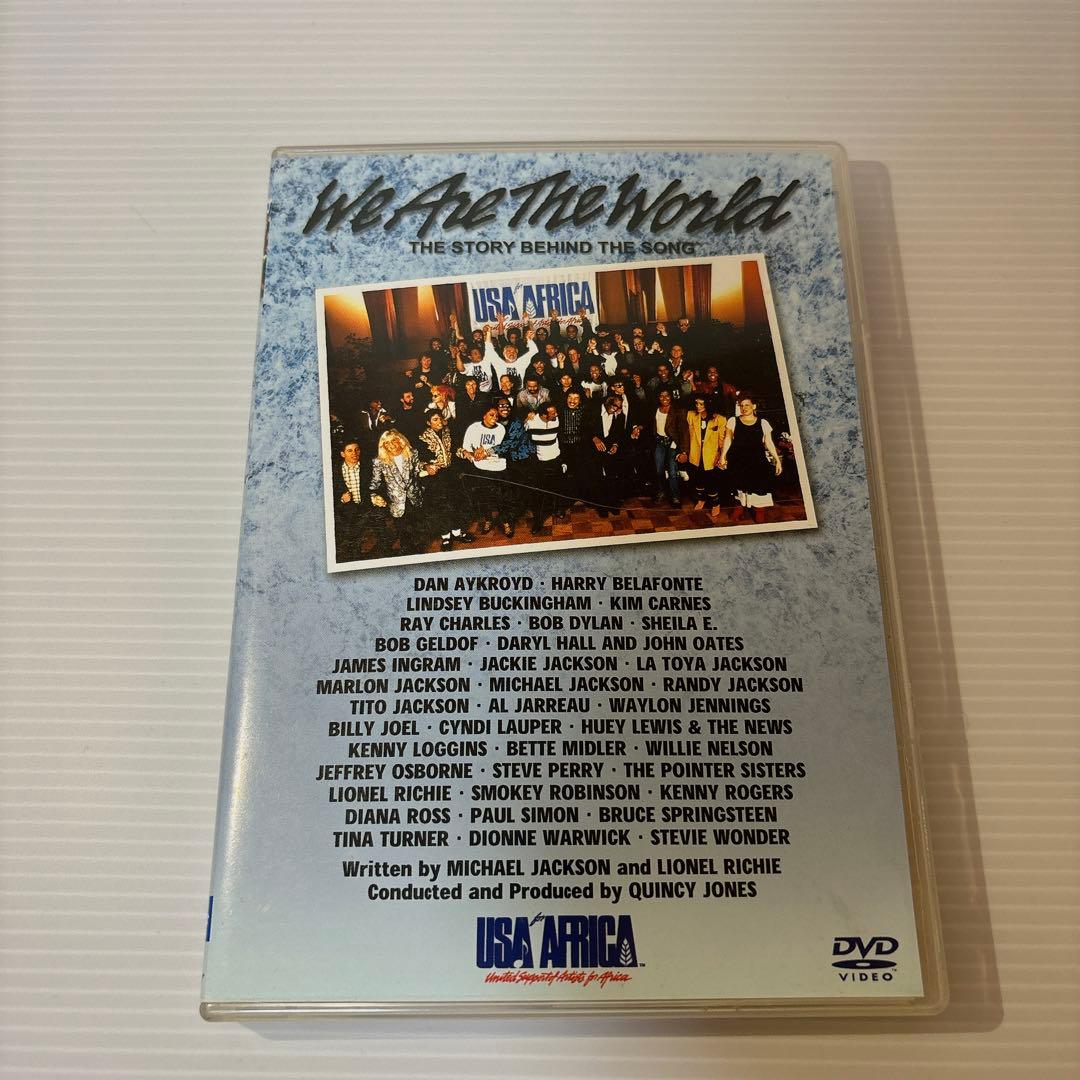 We Are The World
THE STORY BEHIND THE SONG
USA for AFRICA
DAN AYKROYD · HARRY BELAFONTE
LINDSEY BUCKINGHAM · KIM CARNES
RAY CHARLES · BOB DYLAN · SHEILA E.
BOB GELDOF · DARYL HALL AND JOHN OATES
JAMES INGRAM · JACKIE JACKSON · LA TOYA JACKSON
MARLON JACKSON · MICHAEL JACKSON · RANDY JACKSON
TITO JACKSON · AL JARREAU · WAYLON JENNINGS
BILLY JOEL · CYNDI LAUPER · HUEY LEWIS & THE NEWS
KENNY LOGGINS · BETTE MIDLER · WILLIE NELSON
JEFFREY OSBORNE · STEVE PERRY · THE POINTER SISTERS
LIONEL RICHIE · SMOKEY ROBINSON · KENNY ROGERS
DIANA ROSS · PAUL SIMON · BRUCE SPRINGSTEEN
TINA TURNER · DIONNE WARWICK · STEVIE WONDER
Written by MICHAEL JACKSON and LIONEL RICHIE
Conducted and Produced by QUINCY JONES
USA for AFRICA™
United Support of Artists for Africa
DVD
VIDEO™